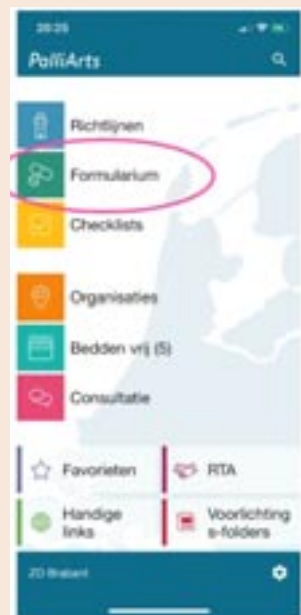 20:25
PalliArts
Richtlijnen
Formularium
Checklists
Organisaties
Bedden vrij (5)
Consultatie
Favorieten
RTA
Handige
links
Voorlichting
s-folders
ZO Brabant